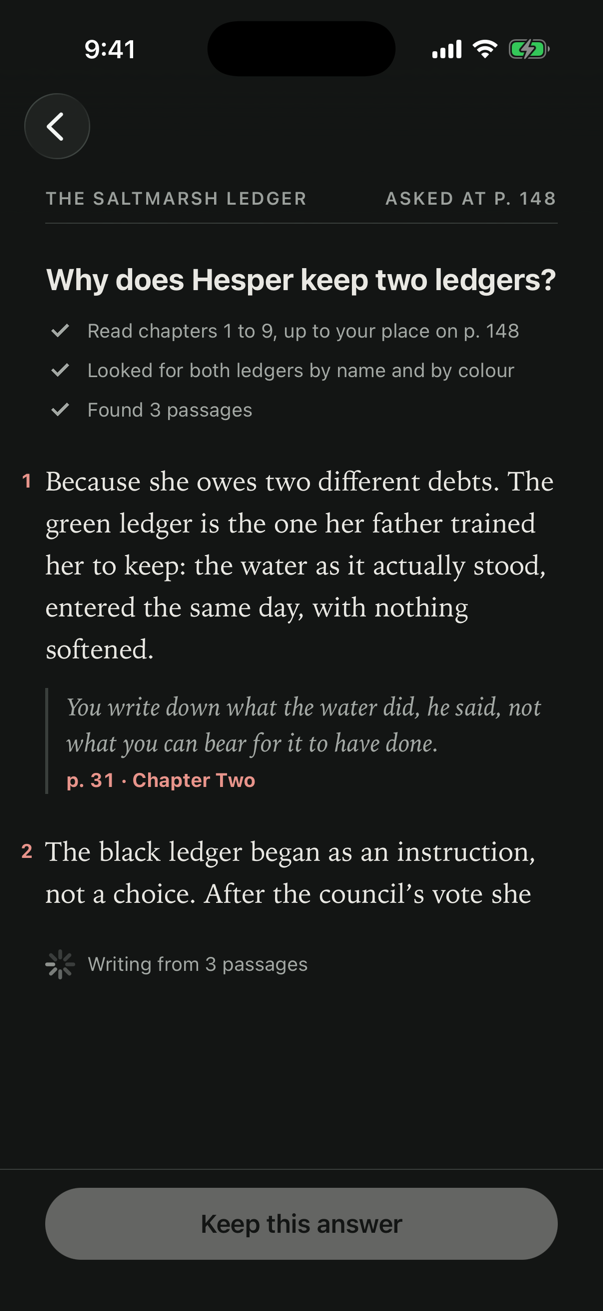 9:41
THE SALTMARSH LEDGER
ASKED AT P. 148
Why does Hesper keep two ledgers?
Read chapters 1 to 9, up to your place on p. 148
Looked for both ledgers by name and by colour
Found 3 passages
1
Because she owes two different debts. The
green ledger is the one her father trained
her to keep: the water as it actually stood,
entered the same day, with nothing
softened.
You write down what the water did, he said, not
what you can bear for it to have done.
p. 31 · Chapter Two
2
The black ledger began as an instruction,
not a choice. After the council’s vote she
Writing from 3 passages
Keep this answer